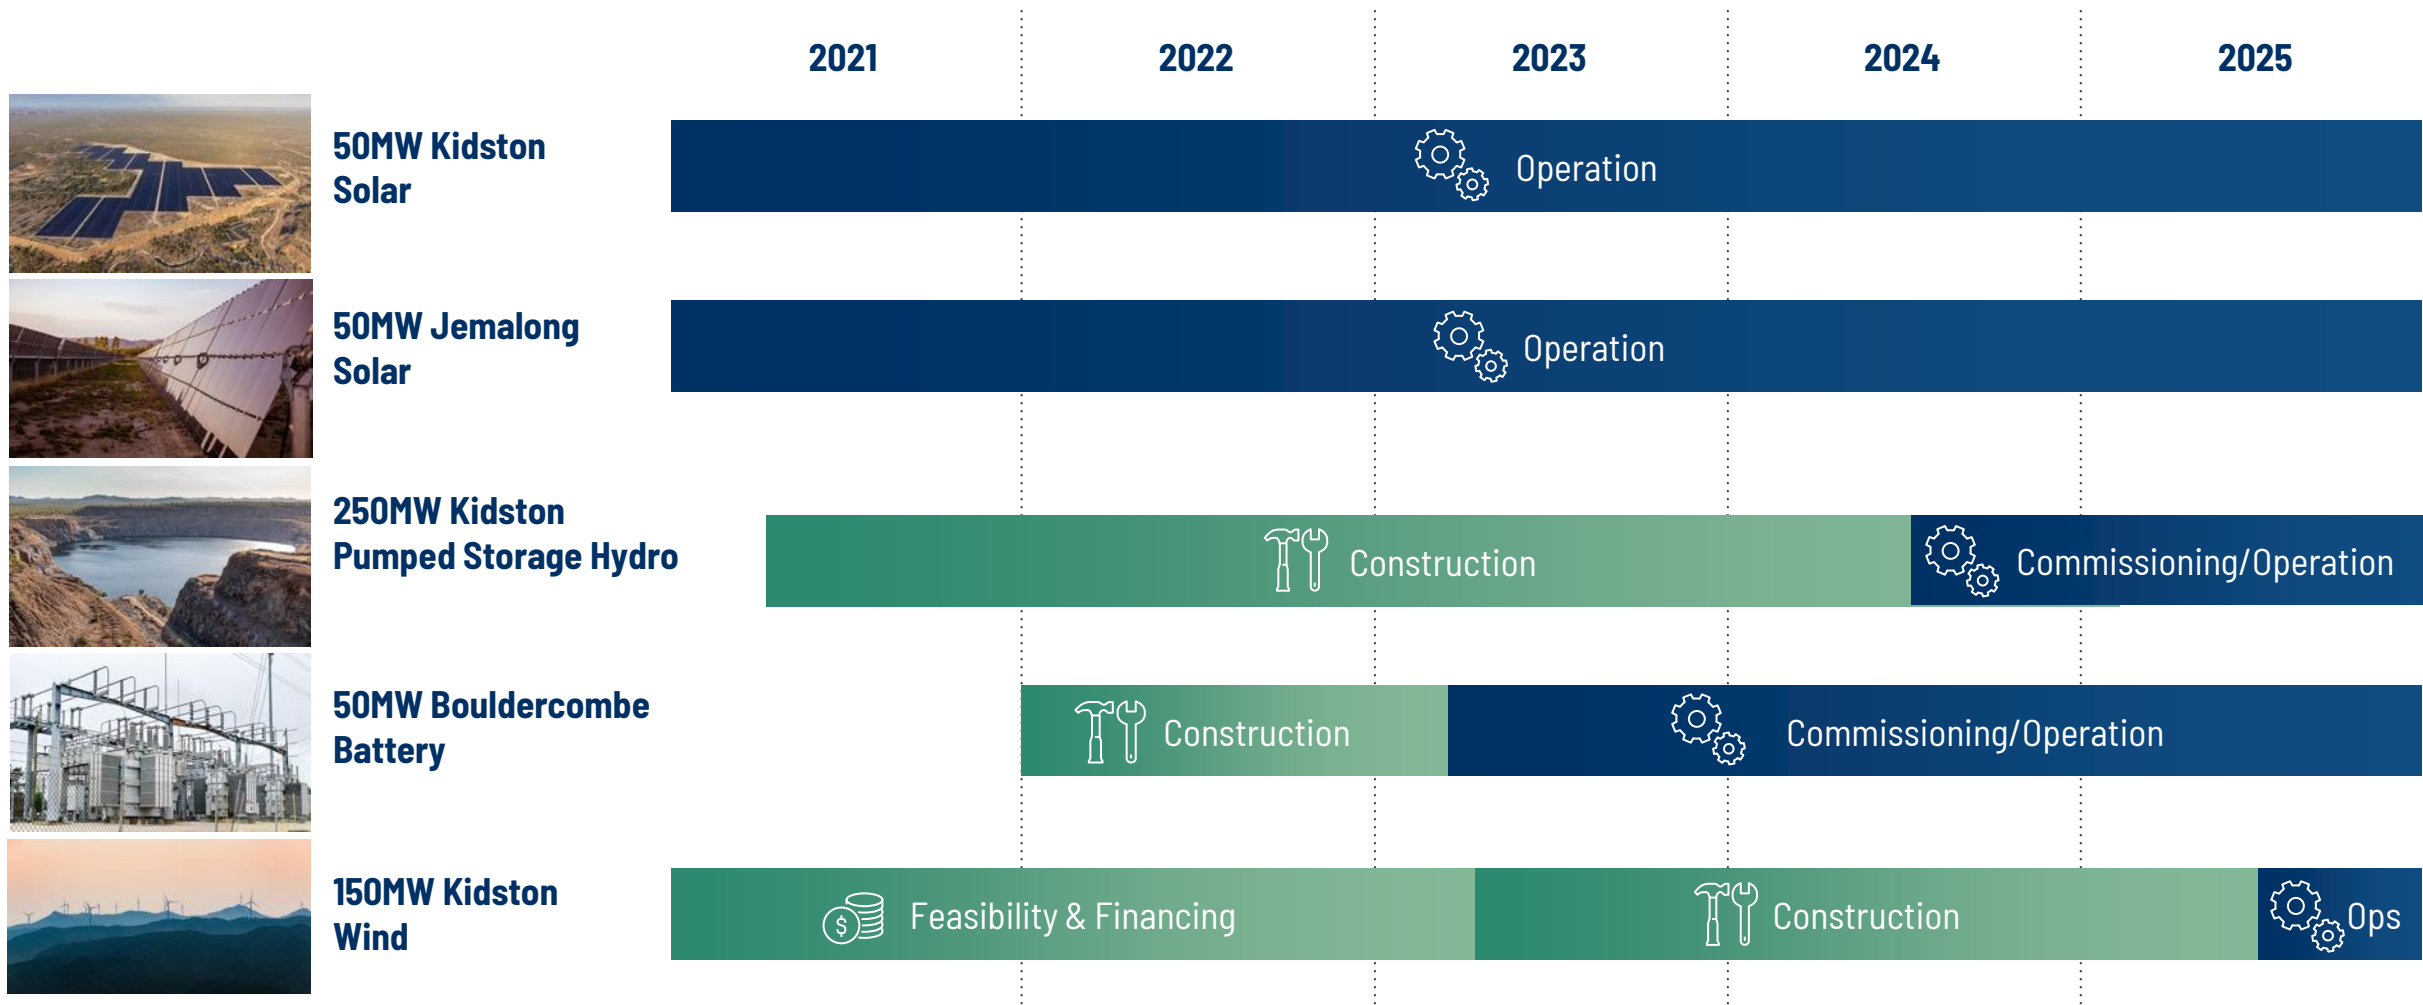 2021
2022
2023
2024
2025
50MW Kidston
Solar
Operation
50MW Jemalong
Solar
Operation
250MW Kidston
Pumped Storage Hydro
Construction
Commissioning/Operation
50MW Bouldercombe
Battery
Construction
Commissioning/Operation
150MW Kidston
Wind
$
Feasibility & Financing
Construction
Ops